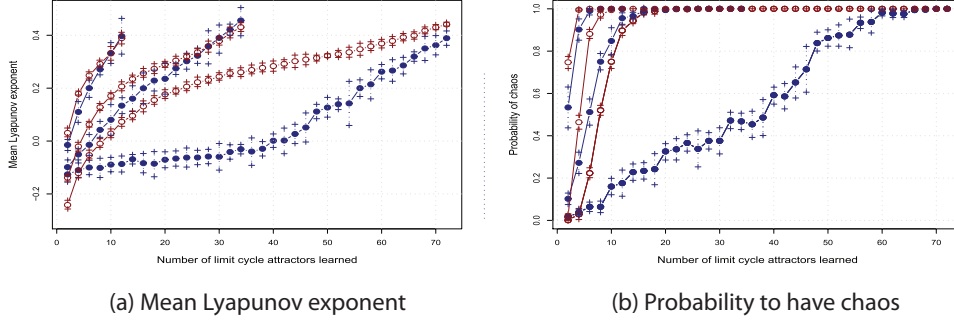 Mean Lyapunov exponent
0.4
0.2
0.0
-0.2
0 10 20 30 40 50 60 70
Number of limit cycle attractors learned
(a) Mean Lyapunov exponent
Probability of chaos
1.0
0.8
0.6
0.4
0.2
0.0
0 10 20 30 40 50 60 70
Number of limit cycle attractors learned
(b) Probability to have chaos